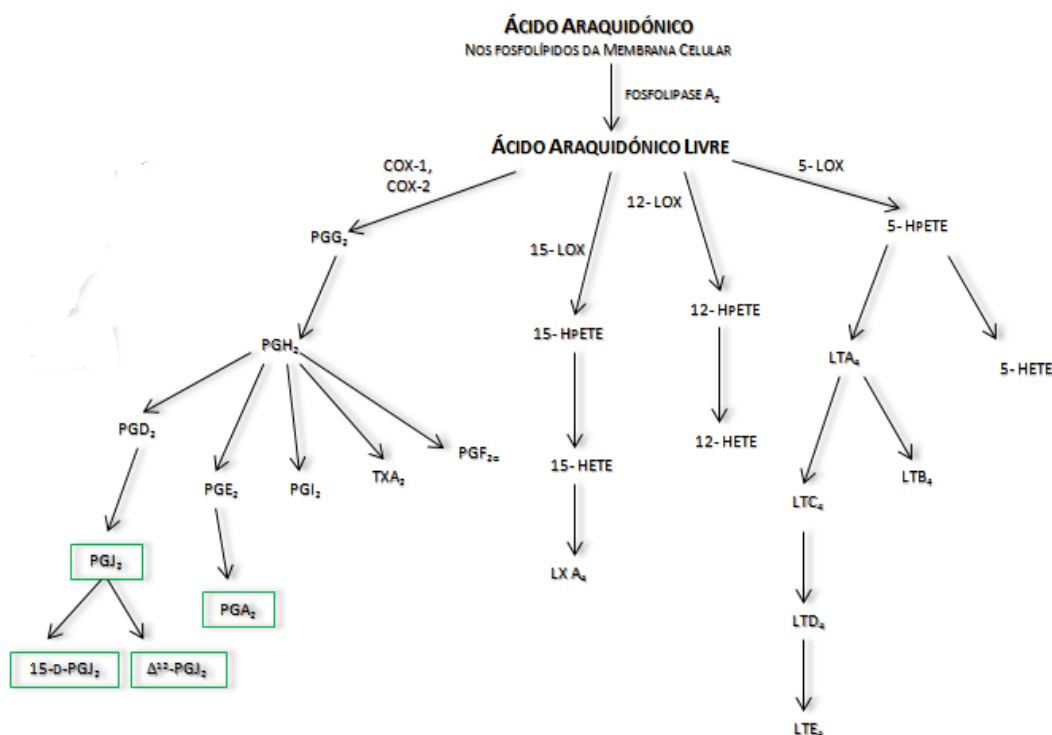 ÁCIDO ARAQUIDÓNICO
NOS FOSFOLÍPIDOS DA MEMBRANA CELULAR
FOSFOLIPASE A₂
ÁCIDO ARAQUIDÓNICO LIVRE
COX-1,
COX-2
5- LOX
12- LOX
15- LOX
PGG₂
5- HPETE
12- HPETE
15- HPETE
PGH₂
LTA₄
5- HETE
PGD₂
12- HETE
PGF₂α
15- HETE
TXA₂
LTB₄
PGE₂
PGI₂
LTC₄
PGJ₂
LX A₄
PGA₂
LTD₄
15-D-PGJ₂
Δ¹²-PGJ₂